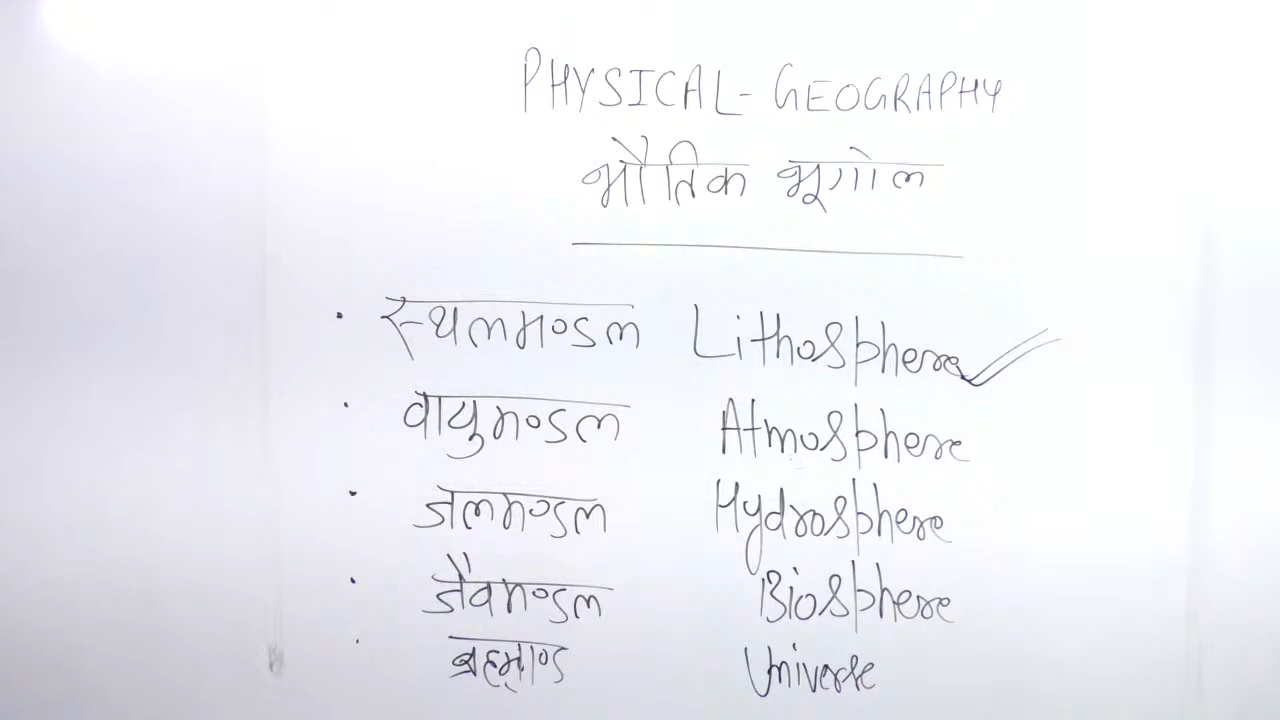 PHYSICAL - GEOGRAPHY
भौतिक भूगोल
• स्थलमण्डल Lithosphere
• वायुमण्डल Atmosphere
• जलमण्डल Hydrosphere
• जैवमण्डल Biosphere
• ब्रह्माण्ड Universe